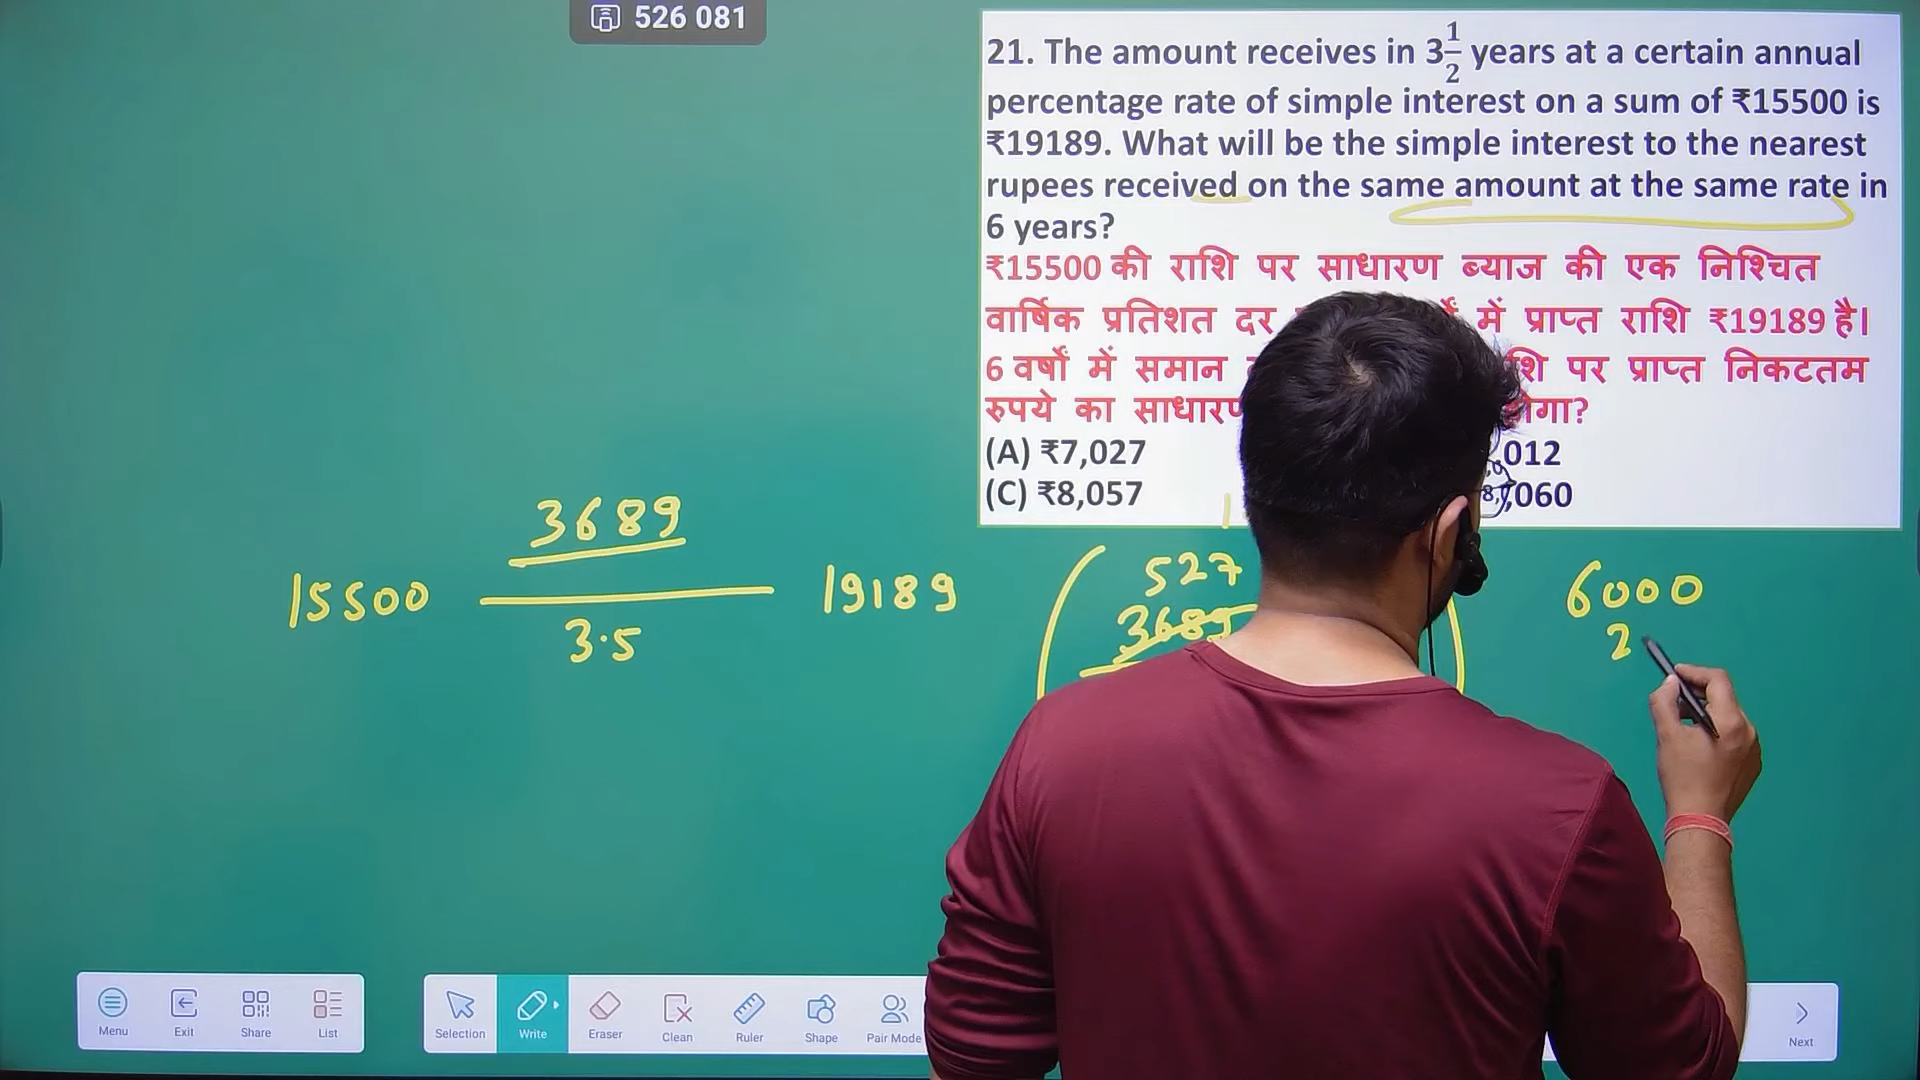 526 081
21. The amount receives in 3 1/2 years at a certain annual
percentage rate of simple interest on a sum of ₹15500 is
₹19189. What will be the simple interest to the nearest
rupees received on the same amount at the same rate in
6 years?
₹15500 की राशि पर साधारण ब्याज की एक निश्चित
वार्षिक प्रतिशत दर में प्राप्त राशि ₹19189 है।
6 वर्षों में समान पर प्राप्त निकटतम
रुपये का साधारण
(A) ₹7,027 ,012
(C) ₹8,057 ,060
3689
15500 19189
3.5
527
3689
6000
2
Menu Exit Share List Selection Write Eraser Clean Ruler Shape Pair Mode Next